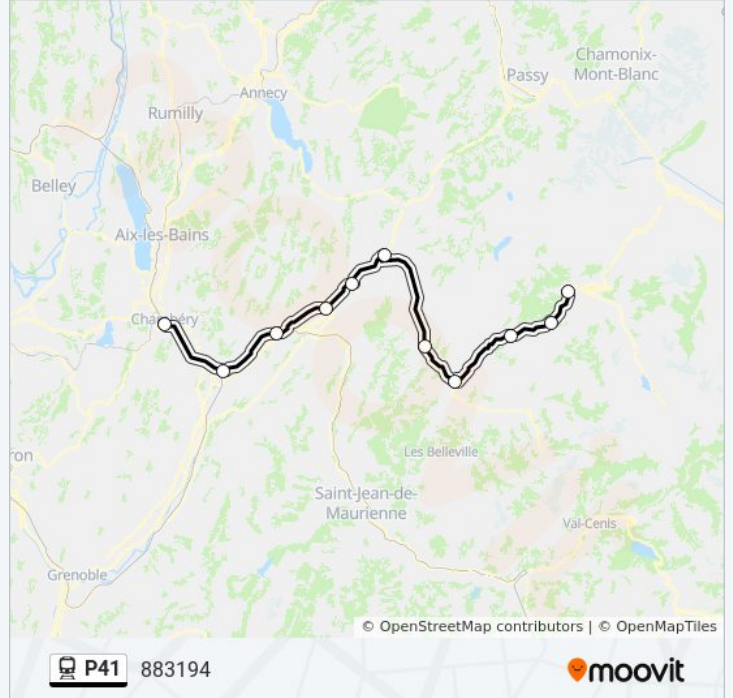 Chamonix-
Mont-Blanc
Passy
Annecy
Rumilly
Belley
Aix-les-Bains
Chambéry
Les Belleville
ron
Saint-Jean-de-
Maurienne
Val-Cenis
Grenoble
© OpenStreetMap contributors | © OpenMapTiles
P41 883194
moovit